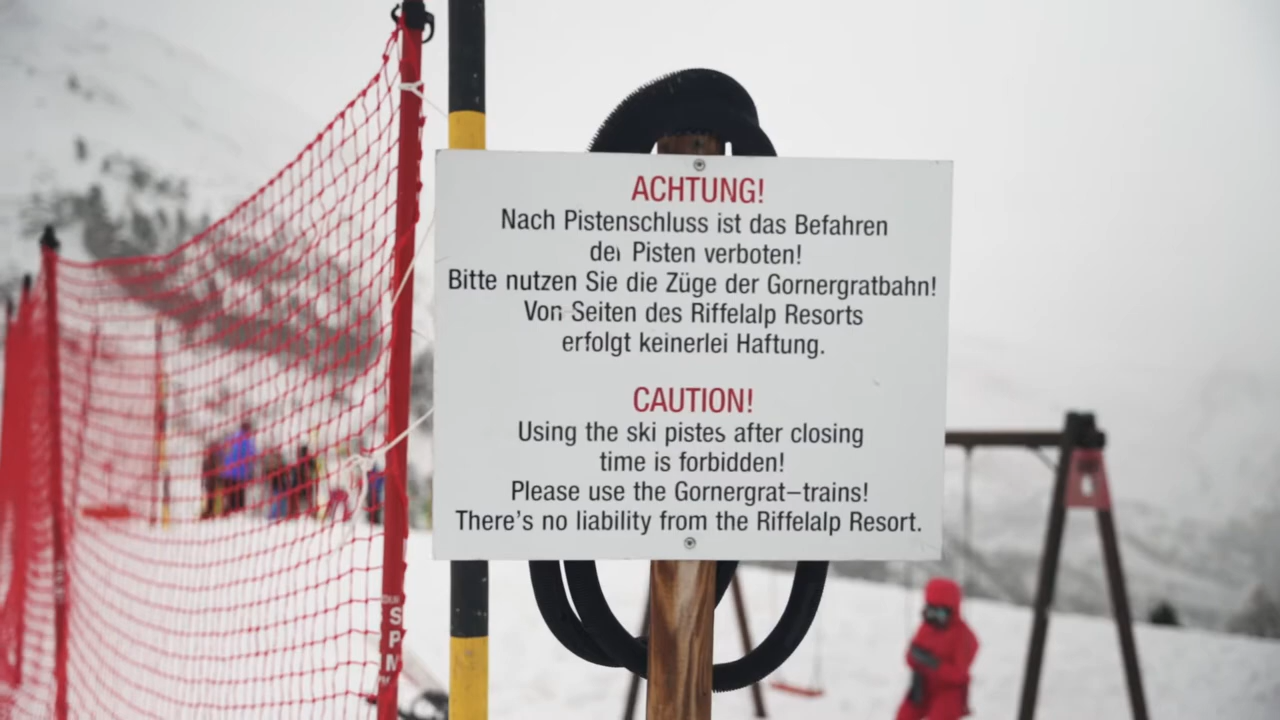 ACHTUNG!
Nach Pistenschluss ist das Befahren
der Pisten verboten!
Bitte nutzen Sie die Züge der Gornergratbahn!
Von Seiten des Riffelalp Resorts
erfolgt keinerlei Haftung.
CAUTION!
Using the ski pistes after closing
time is forbidden!
Please use the Gornergrat–trains!
There's no liability from the Riffelalp Resort.
SPM